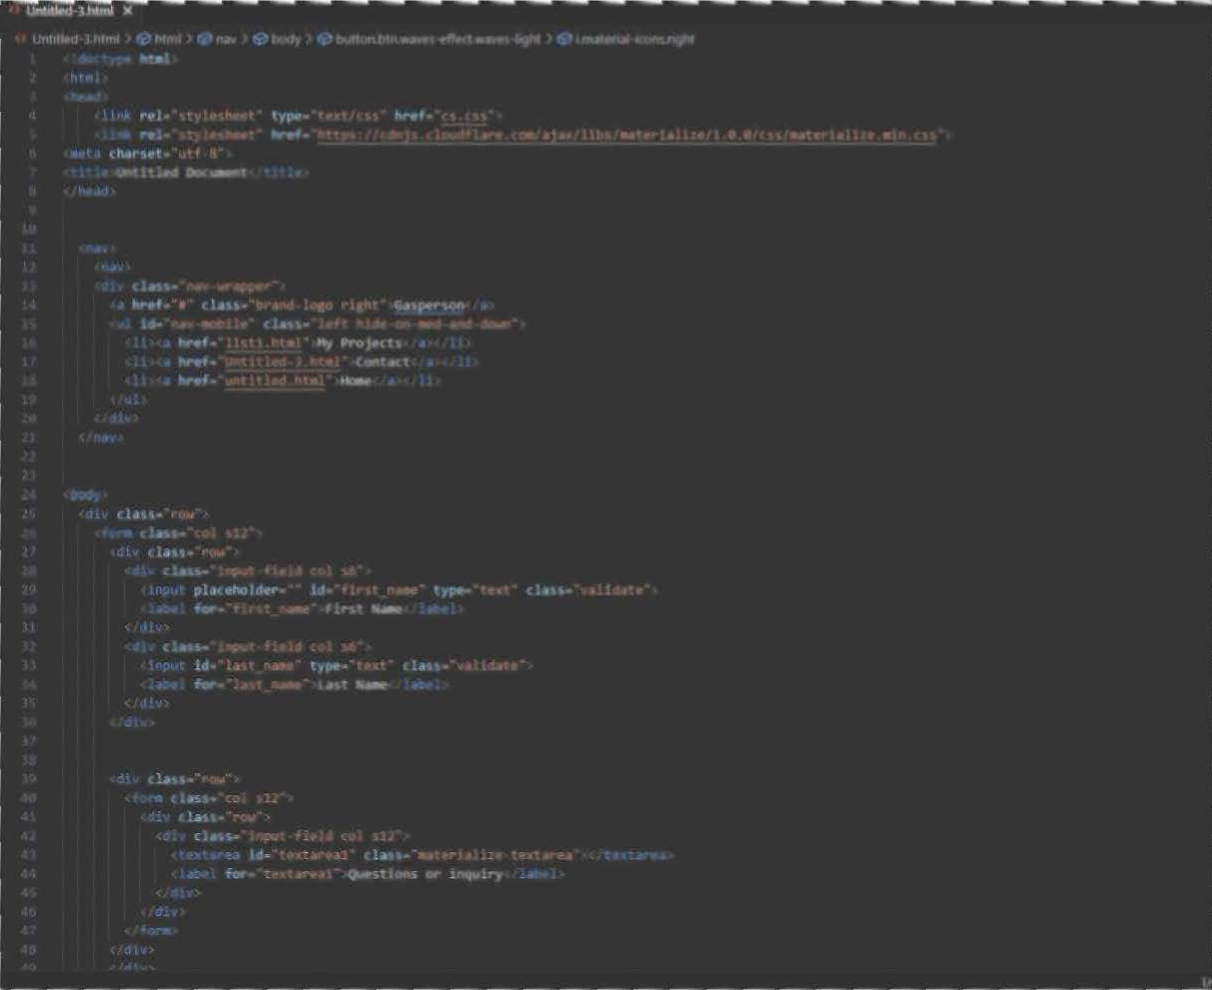 Untitled-3.html ×
Untitled-3.html > html > nav > body > button.btn.waves-effect.waves-light > i.material-icons.right
1 <!doctype html>
2 <html>
3 <head>
4 <link rel="stylesheet" type="text/css" href="cs.css">
5 <link rel="stylesheet" href="https://cdnjs.cloudflare.com/ajax/libs/materialize/1.0.0/css/materialize.min.css">
6 <meta charset="utf-8">
7 <title>Untitled Document</title>
8 </head>
9
10
11 <nav>
12 <nav>
13 <div class="nav-wrapper">
14 <a href="#" class="brand-logo right">Gasperson</a>
15 <ul id="nav-mobile" class="left hide-on-med-and-down">
16 <li><a href="list1.html">My Projects</a></li>
17 <li><a href="Untitled-3.html">Contact</a></li>
18 <li><a href="untitled.html">Home</a></li>
19 </ul>
20 </div>
21 </nav>
22
23
24 <body>
25 <div class="row">
26 <form class="col s12">
27 <div class="row">
28 <div class="input-field col s6">
29 <input placeholder="" id="first_name" type="text" class="validate">
30 <label for="first_name">First Name</label>
31 </div>
32 <div class="input-field col s6">
33 <input id="last_name" type="text" class="validate">
34 <label for="last_name">Last Name</label>
35 </div>
36 </div>
37
38
39 <div class="row">
40 <form class="col s12">
41 <div class="row">
42 <div class="input-field col s12">
43 <textarea id="textarea1" class="materialize-textarea"></textarea>
44 <label for="textarea1">Questions or inquiry</label>
45 </div>
46 </div>
47 </form>
48 </div>
49 </div>